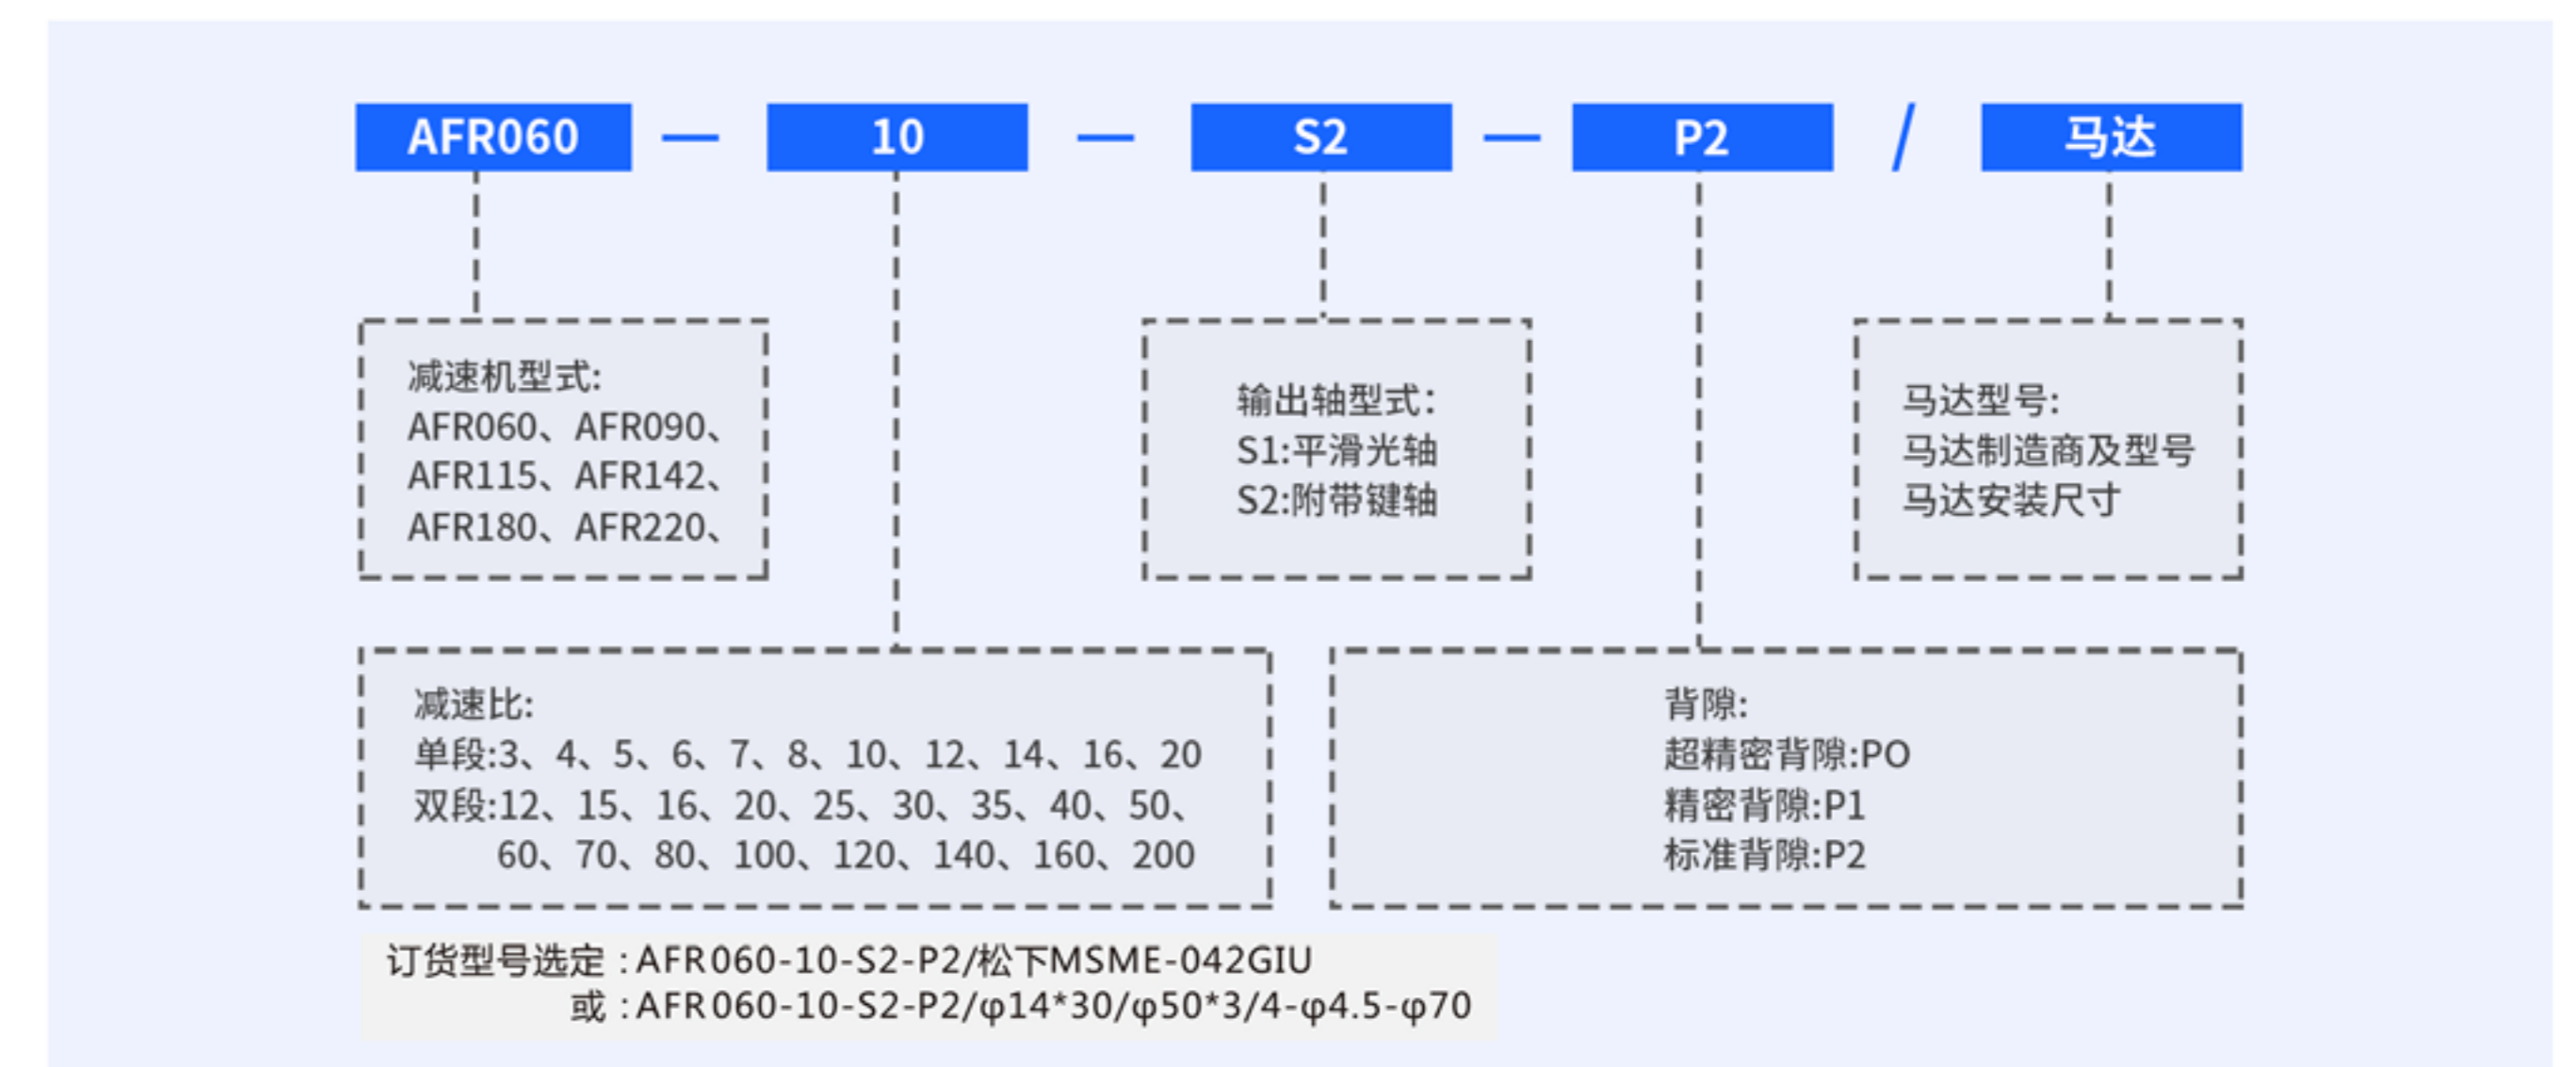 AFR060 — 10 — S2 — P2 / 马达
减速机型式:
AFR060、AFR090、
AFR115、AFR142、
AFR180、AFR220、
输出轴型式:
S1:平滑光轴
S2:附带键轴
马达型号:
马达制造商及型号
马达安装尺寸
减速比:
单段:3、4、5、6、7、8、10、12、14、16、20
双段:12、15、16、20、25、30、35、40、50、
60、70、80、100、120、140、160、200
背隙:
超精密背隙:PO
精密背隙:P1
标准背隙:P2
订货型号选定 :AFR060-10-S2-P2/松下MSME-042GIU
或 :AFR060-10-S2-P2/φ14*30/φ50*3/4-φ4.5-φ70